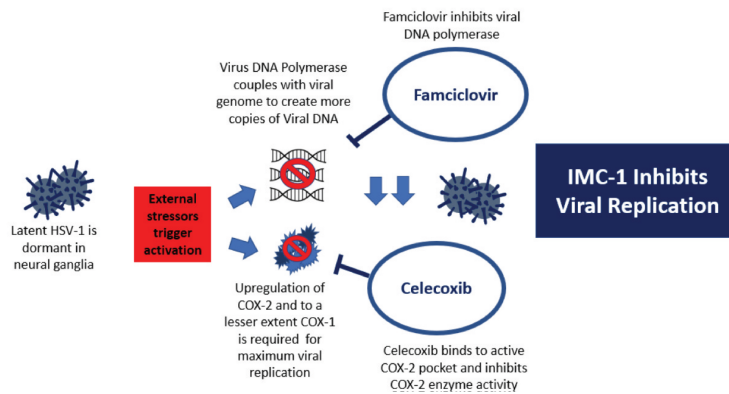 Famciclovir inhibits viral
DNA polymerase
Virus DNA Polymerase
couples with viral
genome to create more
copies of Viral DNA
Famciclovir
Latent HSV-1 is
dormant in
neural ganglia
External
stressors
trigger
activation
IMC-1 Inhibits
Viral Replication
Upregulation of
COX-2 and to a
lesser extent COX-1
is required  for
maximum viral
replication
Celecoxib
Celecoxib binds to active
COX-2 pocket and inhibits
COX-2 enzyme activity